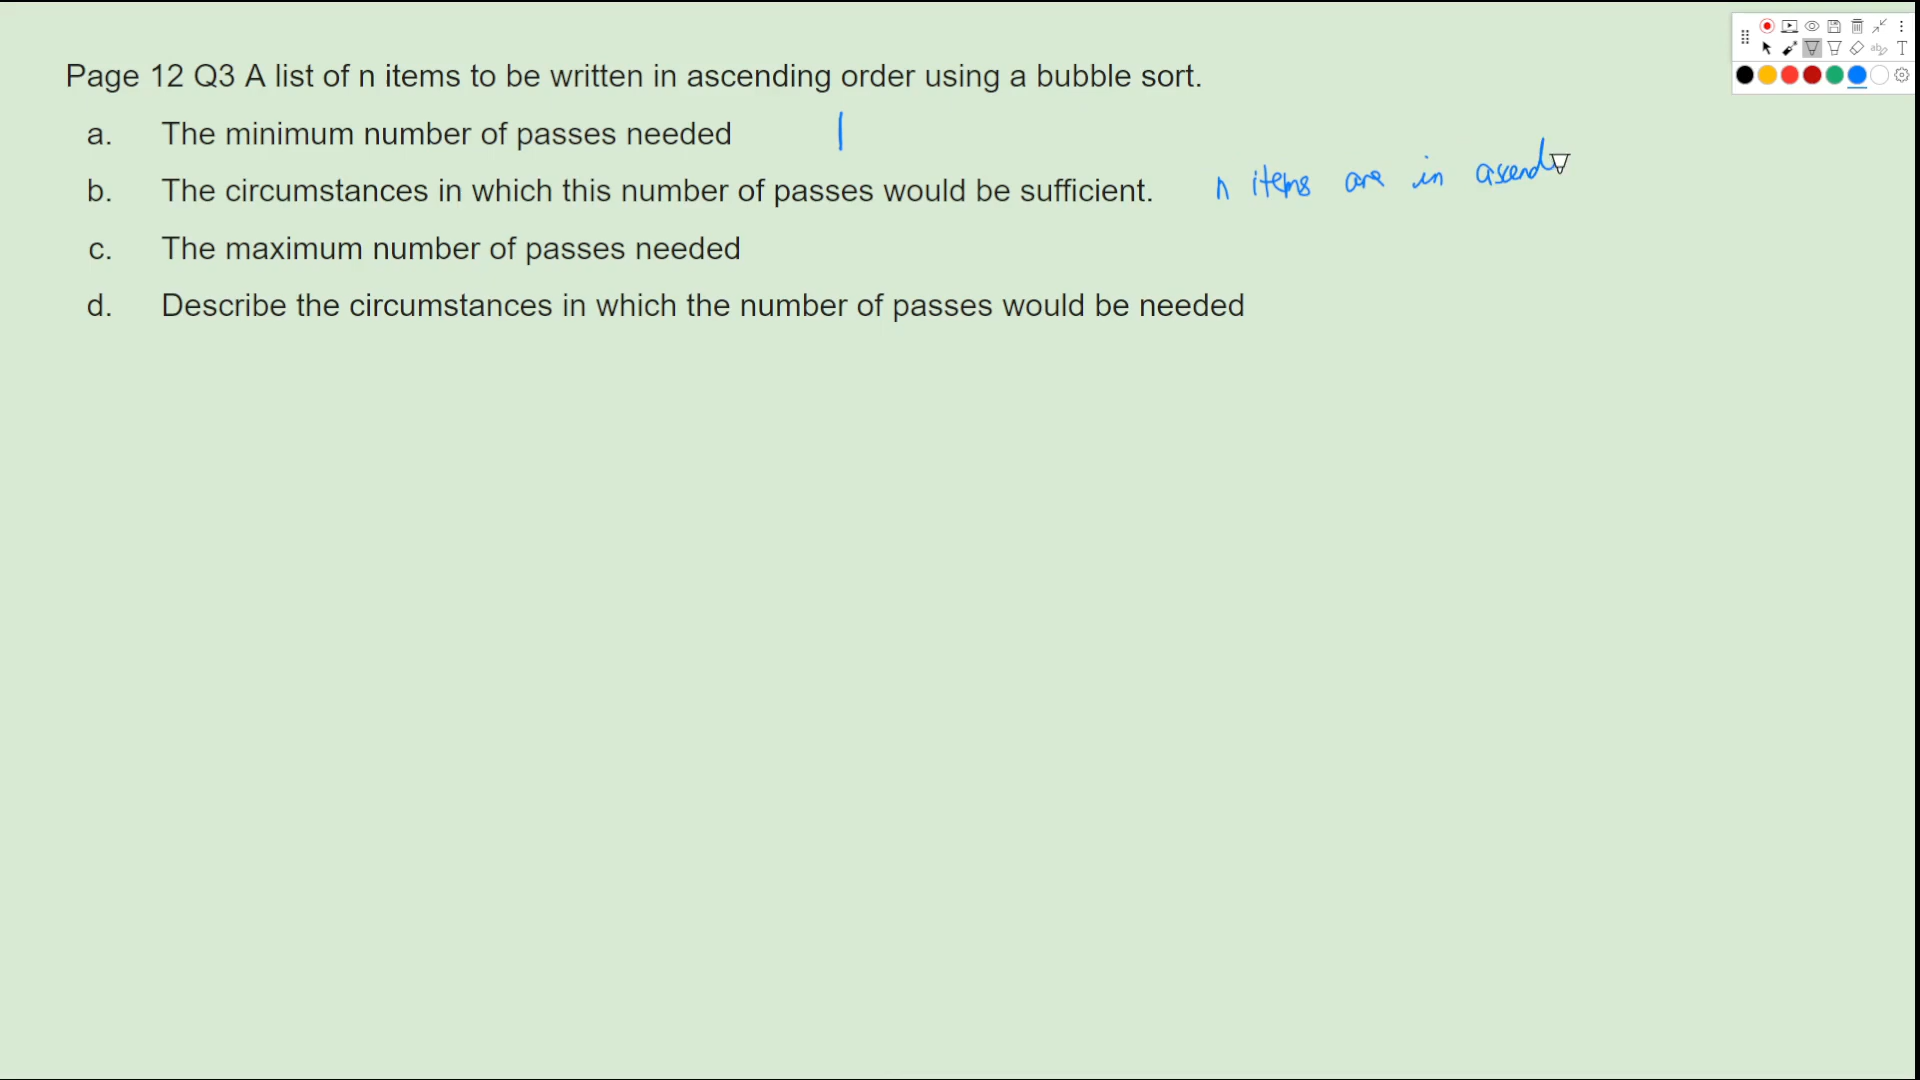 Page 12 Q3 A list of n items to be written in ascending order using a bubble sort.
a. The minimum number of passes needed 1
b. The circumstances in which this number of passes would be sufficient. n items are in ascend
c. The maximum number of passes needed
d. Describe the circumstances in which the number of passes would be needed